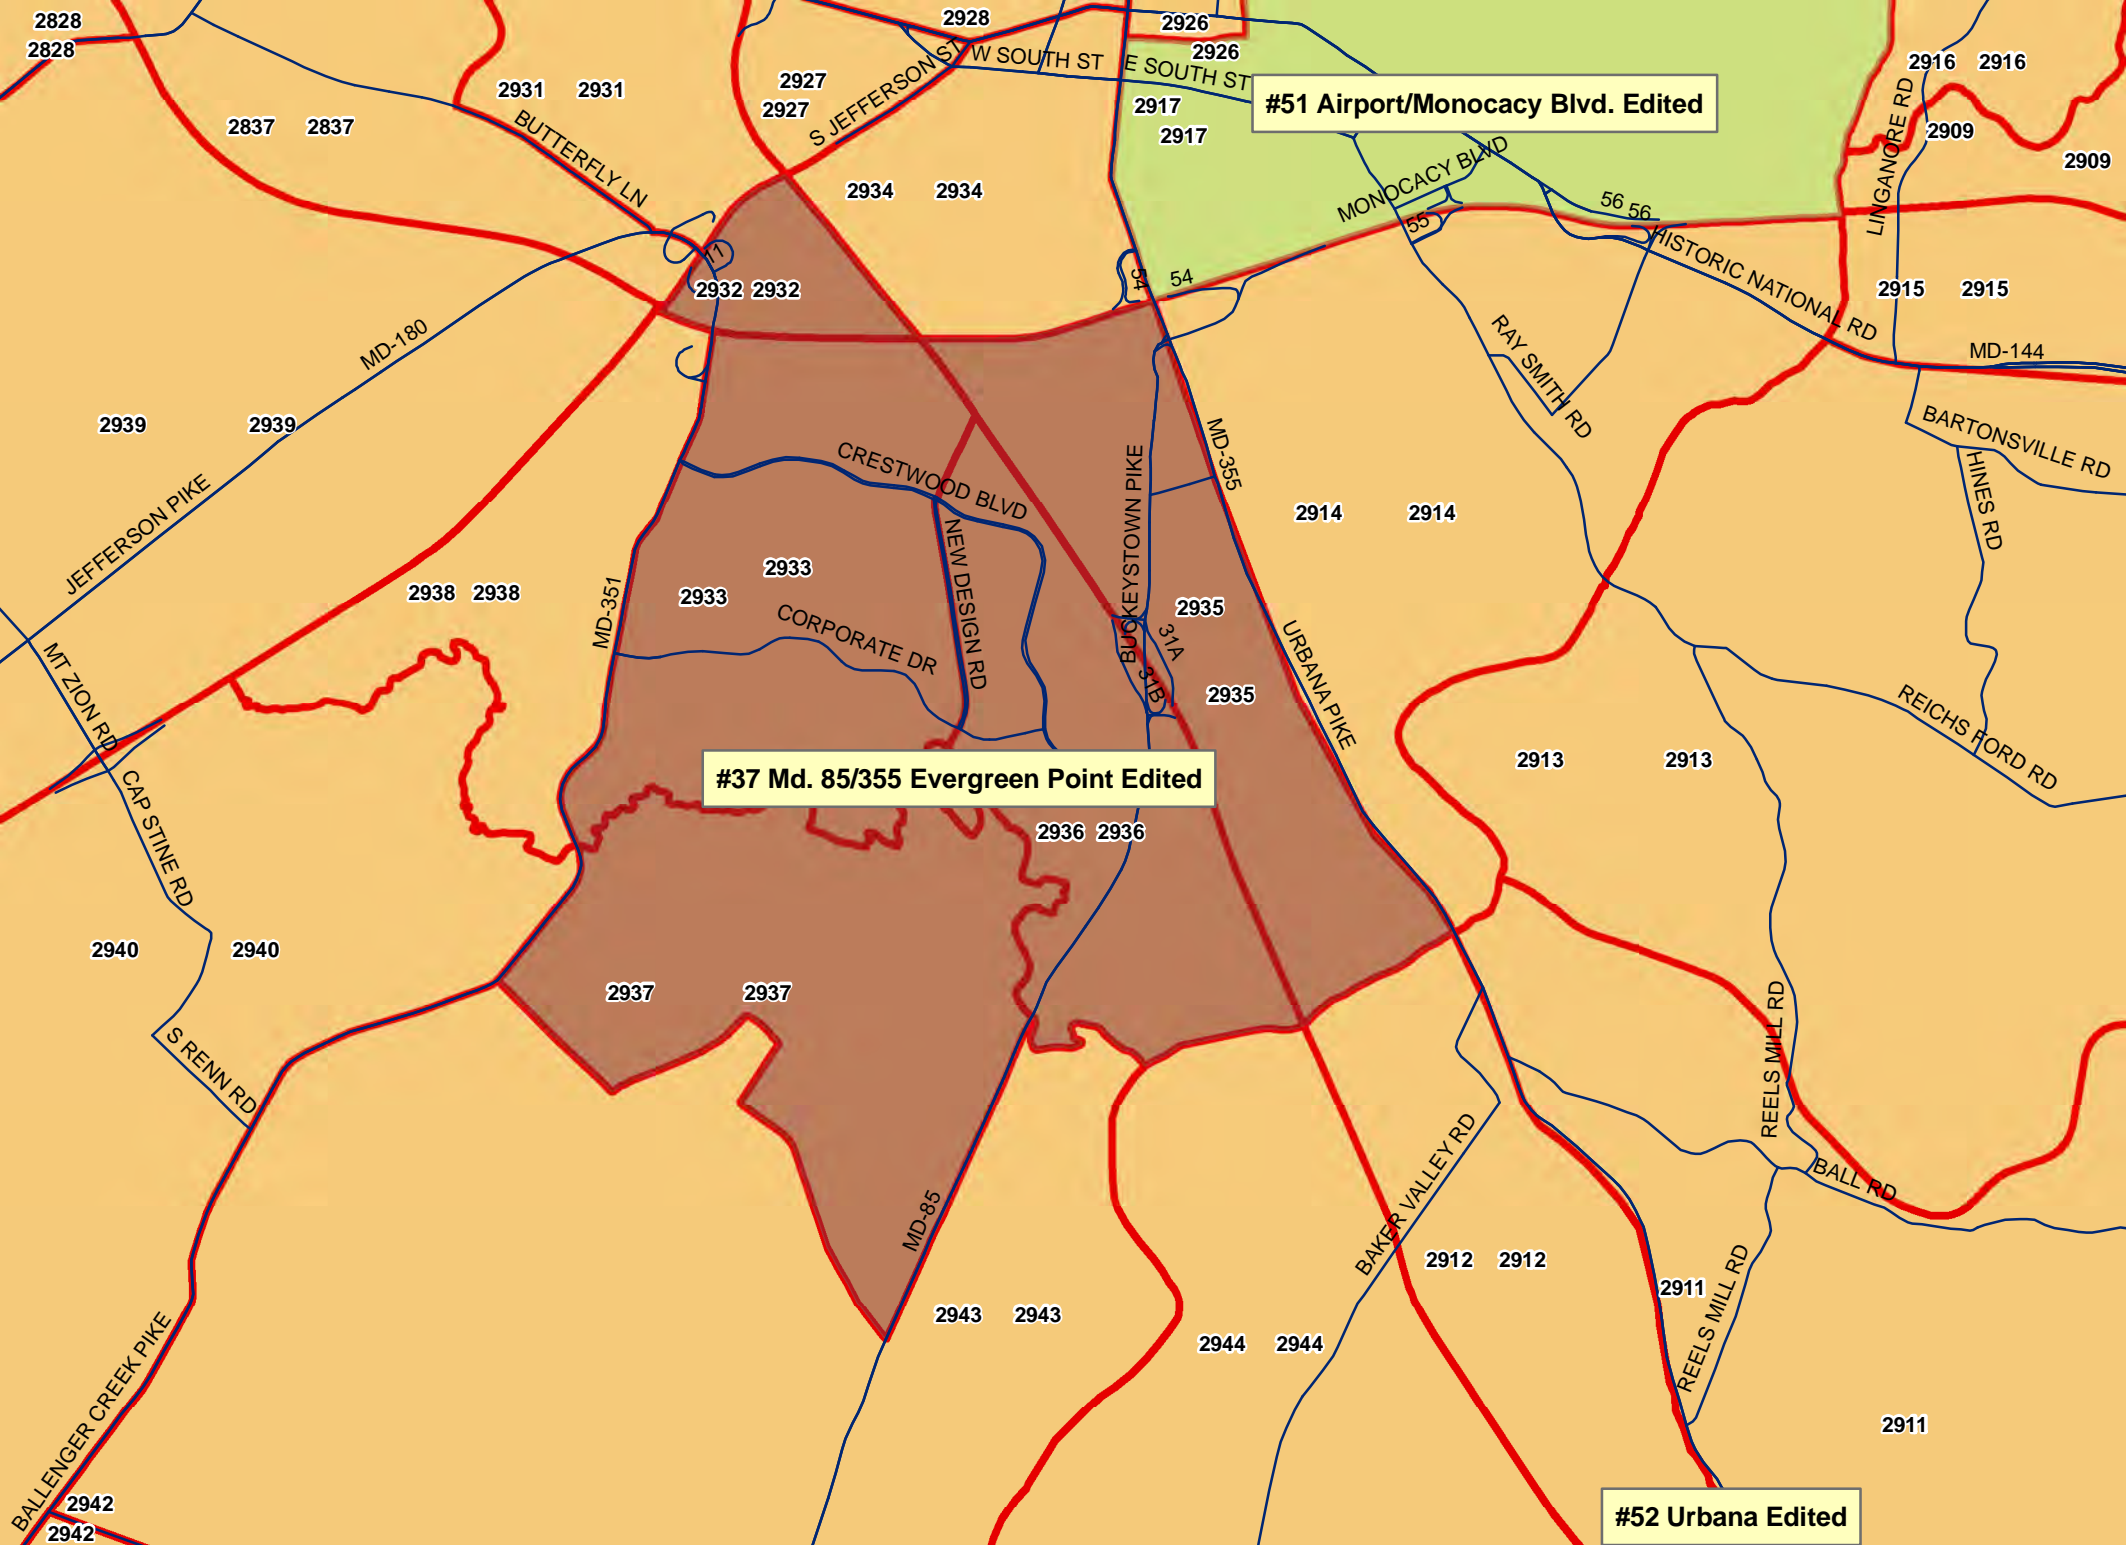 2828
2828
2837 2837
2931 2931
BUTTERFLY LN
2927
2927
S JEFFERSON ST
2928
W SOUTH ST
E SOUTH ST
2926
2926
2917
2917
#51 Airport/Monocacy Blvd. Edited
MONOCACY BLVD
2916 2916
2909
2909
LINGANORE RD
2934 2934
11
2932 2932
54
54
55
56 56
HISTORIC NATIONAL RD
2915 2915
MD-144
MD-180
2939 2939
JEFFERSON PIKE
RAY SMITH RD
BARTONSVILLE RD
HINES RD
CRESTWOOD BLVD
BUCKEYSTOWN PIKE
MD-355
2914 2914
2938 2938
MD-351
2933
2933
NEW DESIGN RD
CORPORATE DR
2935
31A
31B
2935
URBANA PIKE
MT ZION RD
CAP STINE RD
#37 Md. 85/355 Evergreen Point Edited
2936 2936
2913 2913
REICHS FORD RD
2940 2940
2937 2937
S RENN RD
REELS MILL RD
BALL RD
MD-85
BAKER VALLEY RD
2943 2943
2944 2944
2912 2912
2911
REELS MILL RD
2911
BALLENGER CREEK PIKE
2942
2942
#52 Urbana Edited